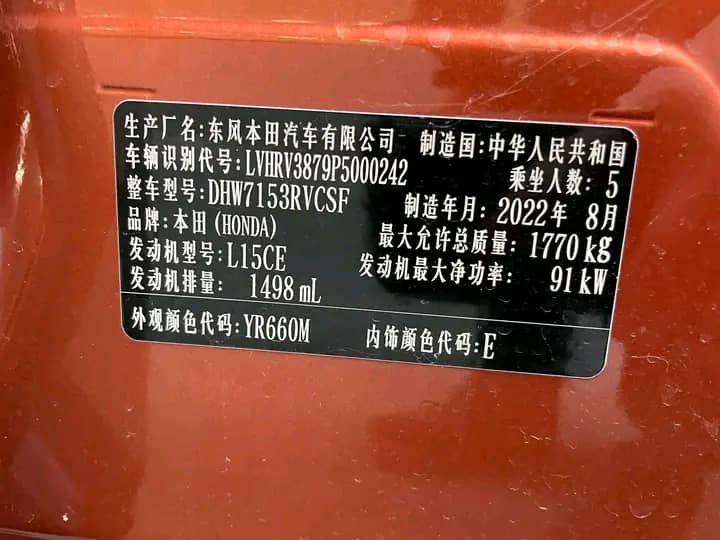 生产厂名:东风本田汽车有限公司 制造国:中华人民共和国
车辆识别代号:LVHRV3879P5000242 乘坐人数: 5
整车型号:DHW7153RVCSF 制造年月:2022年 8月
品牌:本田(HONDA) 最大允许总质量:1770kg
发动机型号:L15CE 发动机最大净功率: 91kW
发动机排量: 1498mL
外观颜色代码:YR660M 内饰颜色代码:E